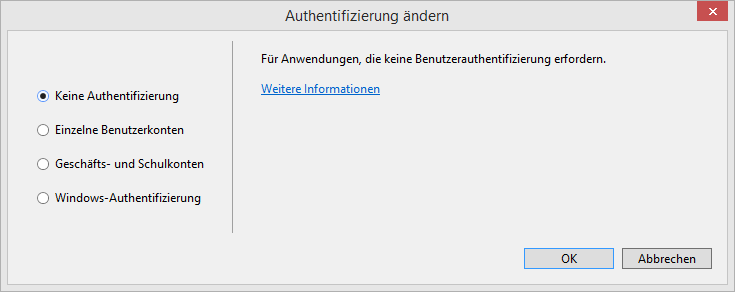 Authentifizierung ändern
Für Anwendungen, die keine Benutzerauthentifizierung erfordern.
Weitere Informationen
Keine Authentifizierung
Einzelne Benutzerkonten
Geschäfts- und Schulkonten
Windows-Authentifizierung
OK
Abbrechen